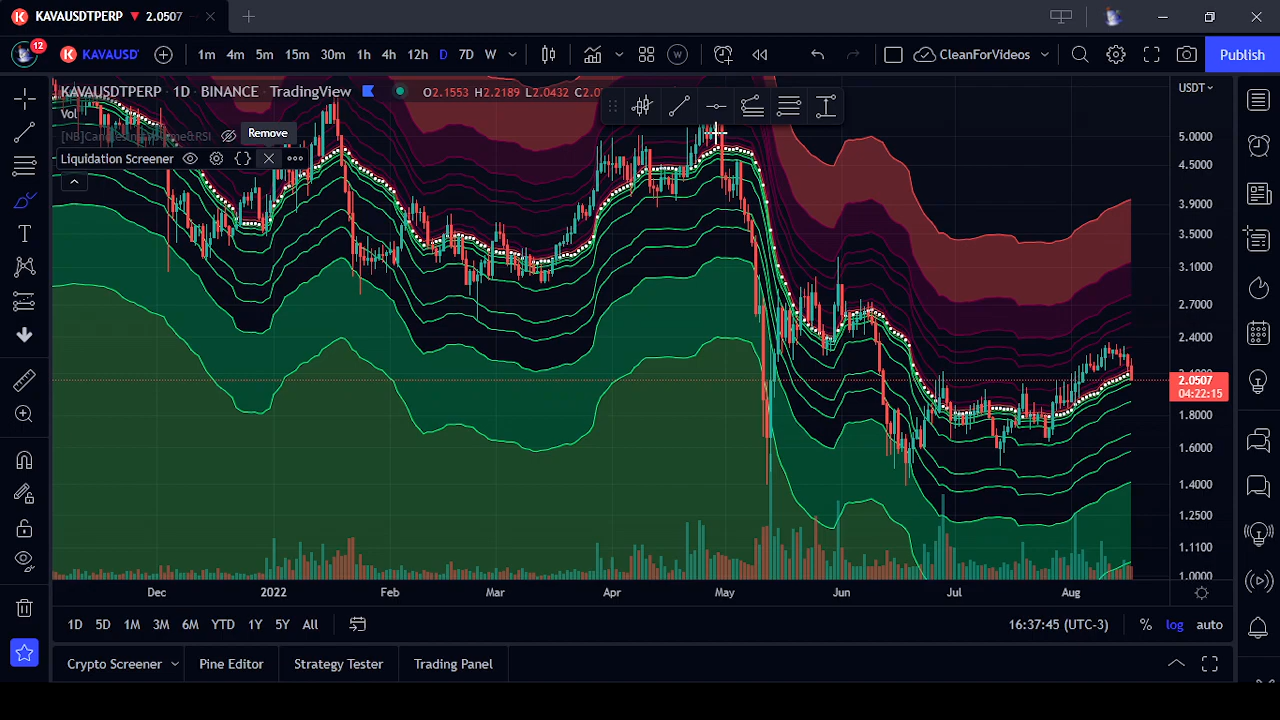 KAVAUSDTPERP ▼ 2.0507
12 KAVAUSD' 1m 4m 5m 15m 30m 1h 4h 12h D 7D W CleanForVideos Publish
KAVAUSDTPERP · 1D · BINANCE · TradingView O2.1553 H2.2189 L2.0432 USDT
Vol
Remove
Liquidation Screener
5.0000
4.5000
3.9000
3.5000
3.1000
2.7000
2.4000
2.0507
04:22:15
1.8000
1.6000
1.4000
1.2500
1.1100
1.0000
Dec 2022 Feb Mar Apr May Jun Jul Aug
1D 5D 1M 3M 6M YTD 1Y 5Y All 16:37:45 (UTC-3) % log auto
Crypto Screener Pine Editor Strategy Tester Trading Panel